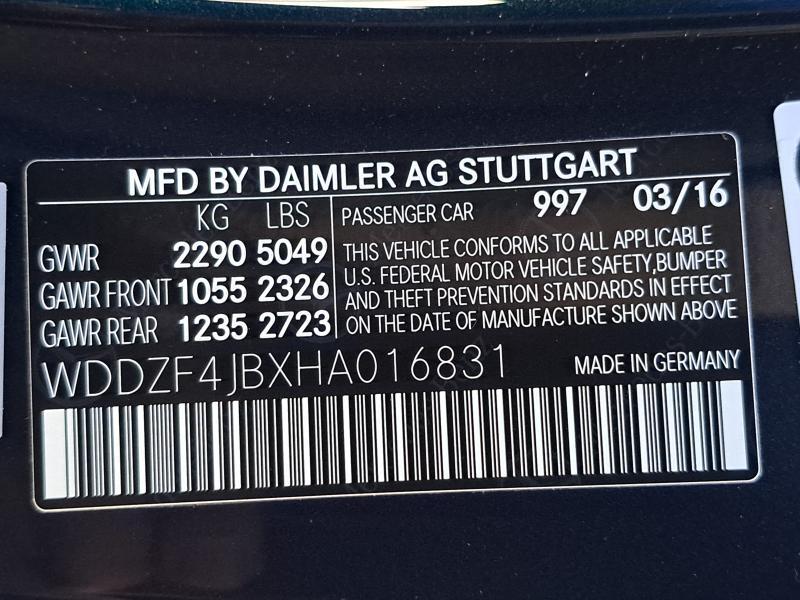 MFD BY DAIMLER AG STUTTGART
KG LBS
GVWR 2290 5049
GAWR FRONT 1055 2326
GAWR REAR 1235 2723
PASSENGER CAR 997 03/16
THIS VEHICLE CONFORMS TO ALL APPLICABLE
U.S. FEDERAL MOTOR VEHICLE SAFETY,BUMPER
AND THEFT PREVENTION STANDARDS IN EFFECT
ON THE DATE OF MANUFACTURE SHOWN ABOVE
WDDZF4JBXHA016831
MADE IN GERMANY